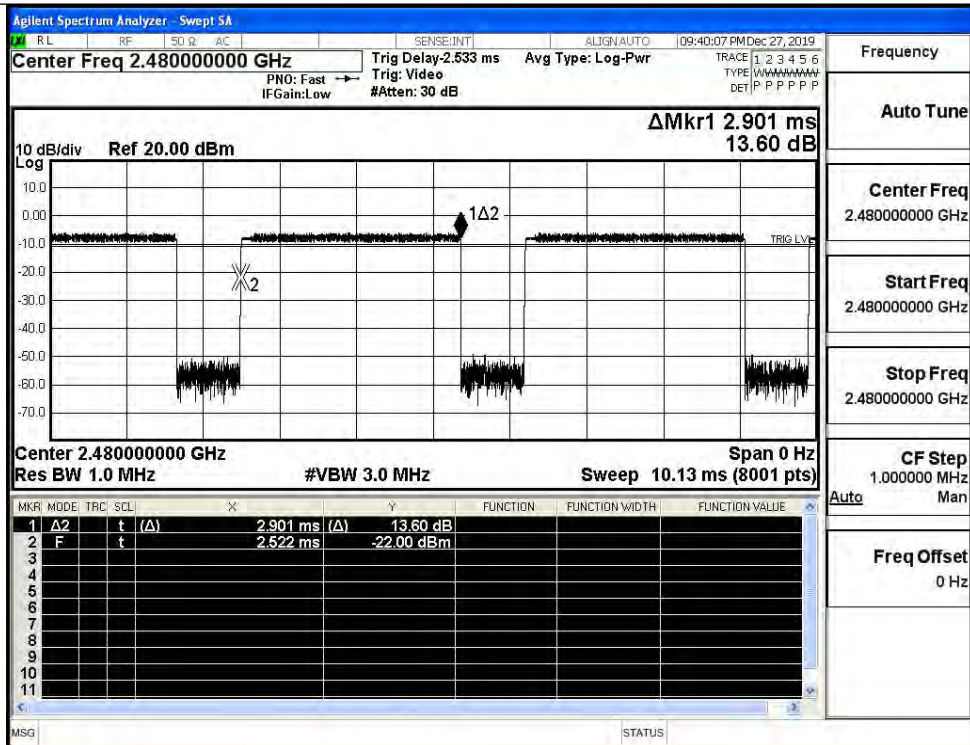 Agilent Spectrum Analyzer - Swept SA
RL RF 50 Ω AC SENSE:INT ALIGN AUTO 09:40:07 PM Dec 27, 2019
Center Freq 2.480000000 GHz
Trig Delay-2.533 ms Avg Type: Log-Pwr
TRACE 1 2 3 4 5 6
PNO: Fast Trig: Video
TYPE WWWWWW
IFGain:Low #Atten: 30 dB
DET P P P P P P
ΔMkr1 2.901 ms
13.60 dB
10 dB/div Ref 20.00 dBm
Log
10.0
0.00
-10.0
-20.0
-30.0
-40.0
-50.0
-60.0
-70.0
1Δ2
TRIG LVL
2
Center 2.480000000 GHz Span 0 Hz
Res BW 1.0 MHz #VBW 3.0 MHz Sweep 10.13 ms (8001 pts)
MKR MODE TRC SCL X Y FUNCTION FUNCTION WIDTH FUNCTION VALUE
1 Δ2 t (Δ) 2.901 ms (Δ) 13.60 dB
2 F t 2.522 ms -22.00 dBm
3
4
5
6
7
8
9
10
11
MSG STATUS
Frequency
Auto Tune
Center Freq
2.480000000 GHz
Start Freq
2.480000000 GHz
Stop Freq
2.480000000 GHz
CF Step
1.000000 MHz
Auto Man
Freq Offset
0 Hz